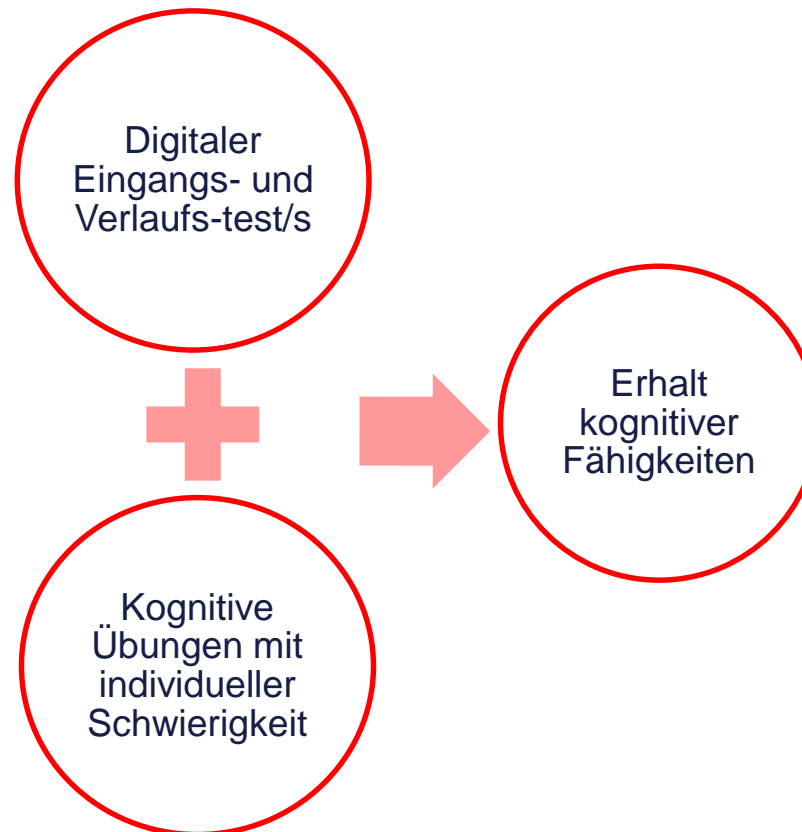 Digitaler
Eingangs- und
Verlaufs-test/s
Kognitive
Übungen mit
individueller
Schwierigkeit
Erhalt
kognitiver
Fähigkeiten